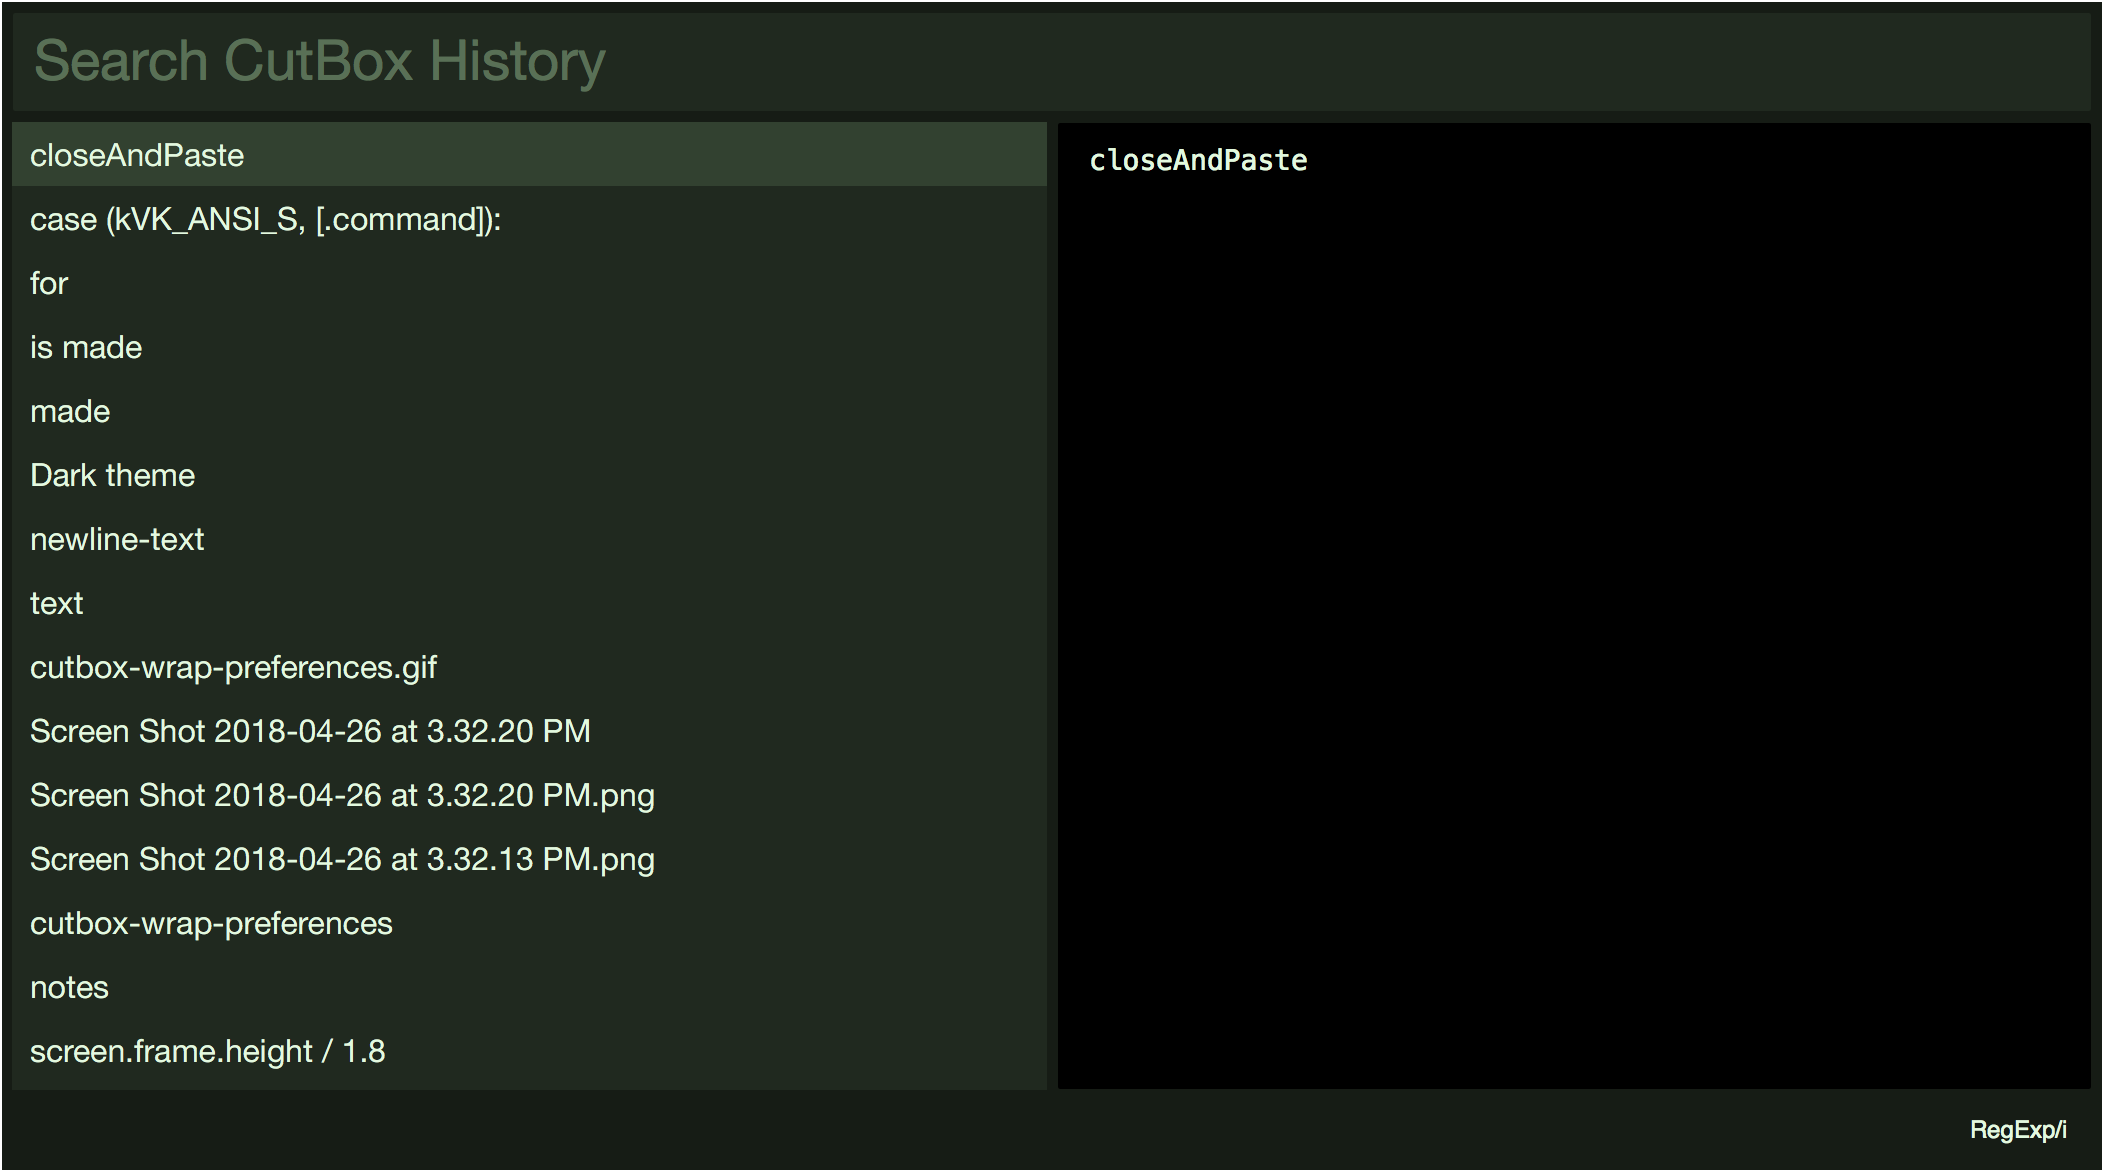 Search CutBox History
closeAndPaste
case (kVK_ANSI_S, [.command]):
for
is made
made
Dark theme
newline-text
text
cutbox-wrap-preferences.gif
Screen Shot 2018-04-26 at 3.32.20 PM
Screen Shot 2018-04-26 at 3.32.20 PM.png
Screen Shot 2018-04-26 at 3.32.13 PM.png
cutbox-wrap-preferences
notes
screen.frame.height / 1.8
closeAndPaste
RegExp/i